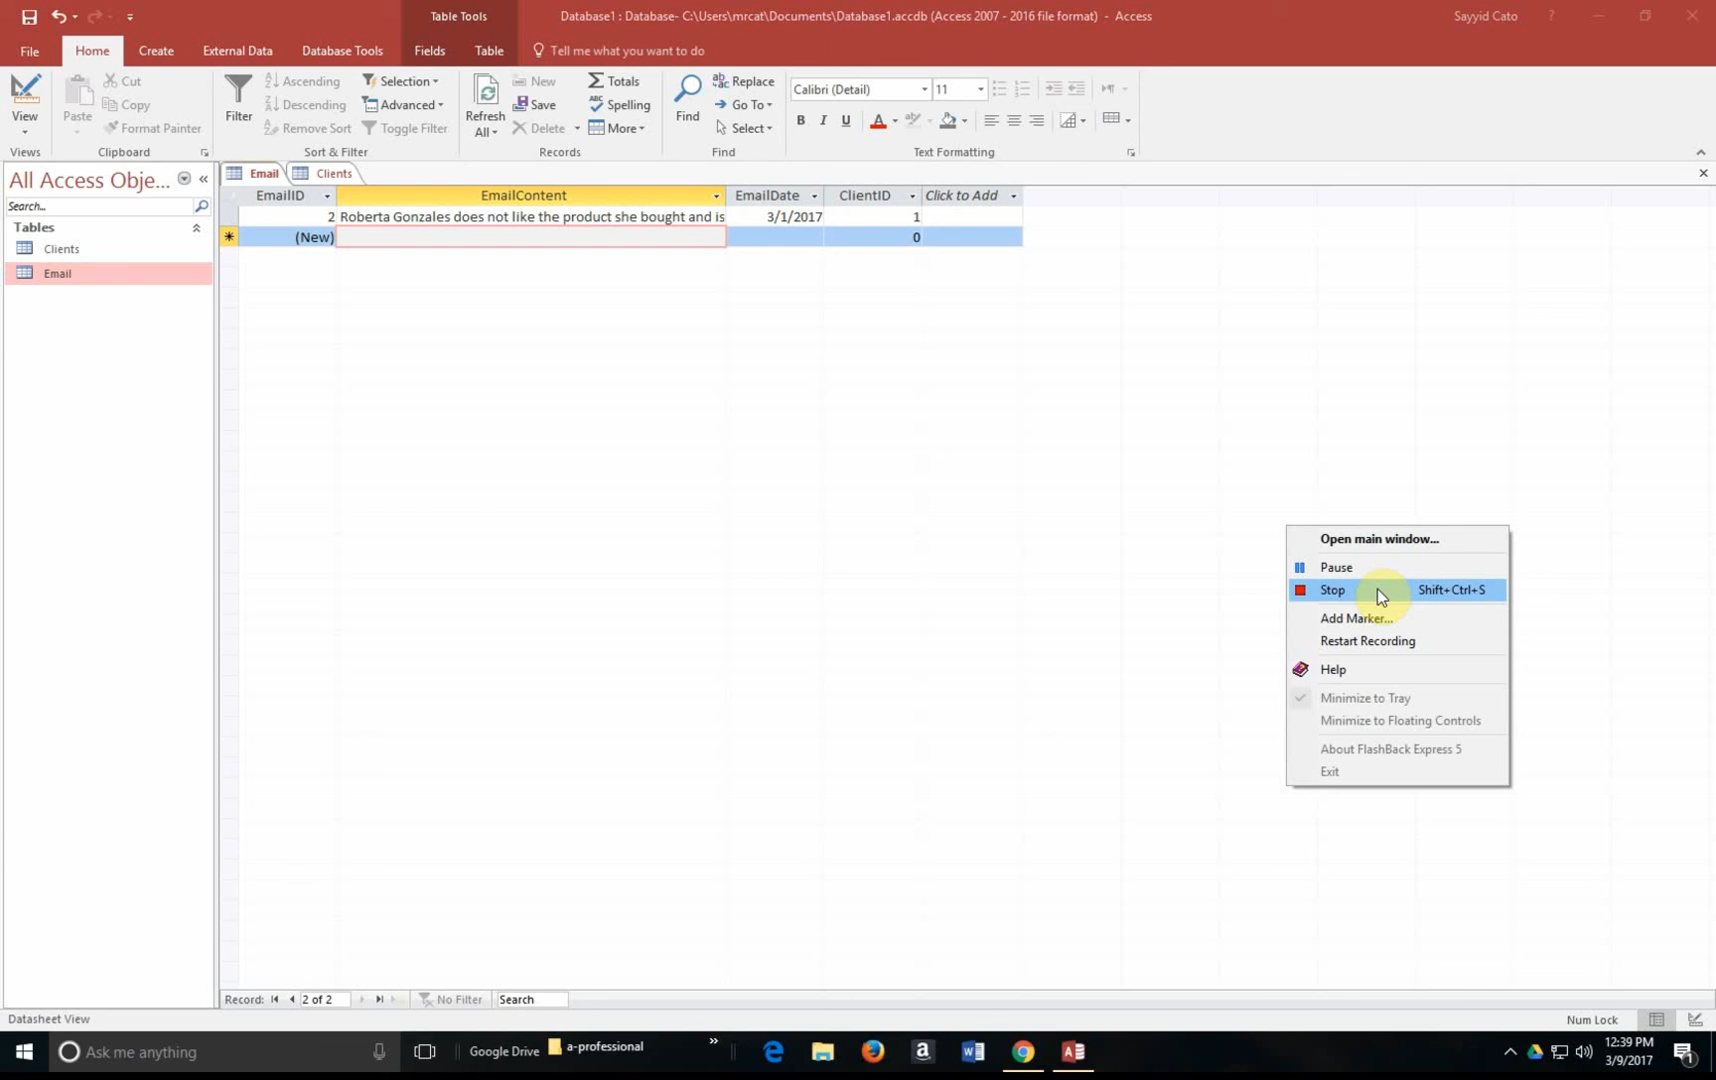 Table Tools
Database1 : Database- C:\Users\mrcat\Documents\Database1.accdb (Access 2007 - 2016 file format) - Access
Sayyid Cato
?
File
Home
Create
External Data
Database Tools
Fields
Table
Tell me what you want to do
View
Paste
Cut
Copy
Format Painter
Filter
Ascending
Descending
Remove Sort
Selection
Advanced
Toggle Filter
Refresh
All
New
Save
Delete
Totals
Spelling
More
Find
Replace
Go To
Select
Calibri (Detail)
11
B I U A
Views
Clipboard
Sort & Filter
Records
Find
Text Formatting
All Access Obje...
Search...
Tables
Clients
Email
Email
Clients
EmailID EmailContent EmailDate ClientID Click to Add
2 Roberta Gonzales does not like the product she bought and is 3/1/2017 1
(New) 0
Open main window...
Pause
Stop Shift+Ctrl+S
Add Marker...
Restart Recording
Help
Minimize to Tray
Minimize to Floating Controls
About FlashBack Express 5
Exit
Record: 2 of 2 No Filter Search
Datasheet View
Num Lock
Ask me anything
Google Drive
a-professional
12:39 PM
3/9/2017
1